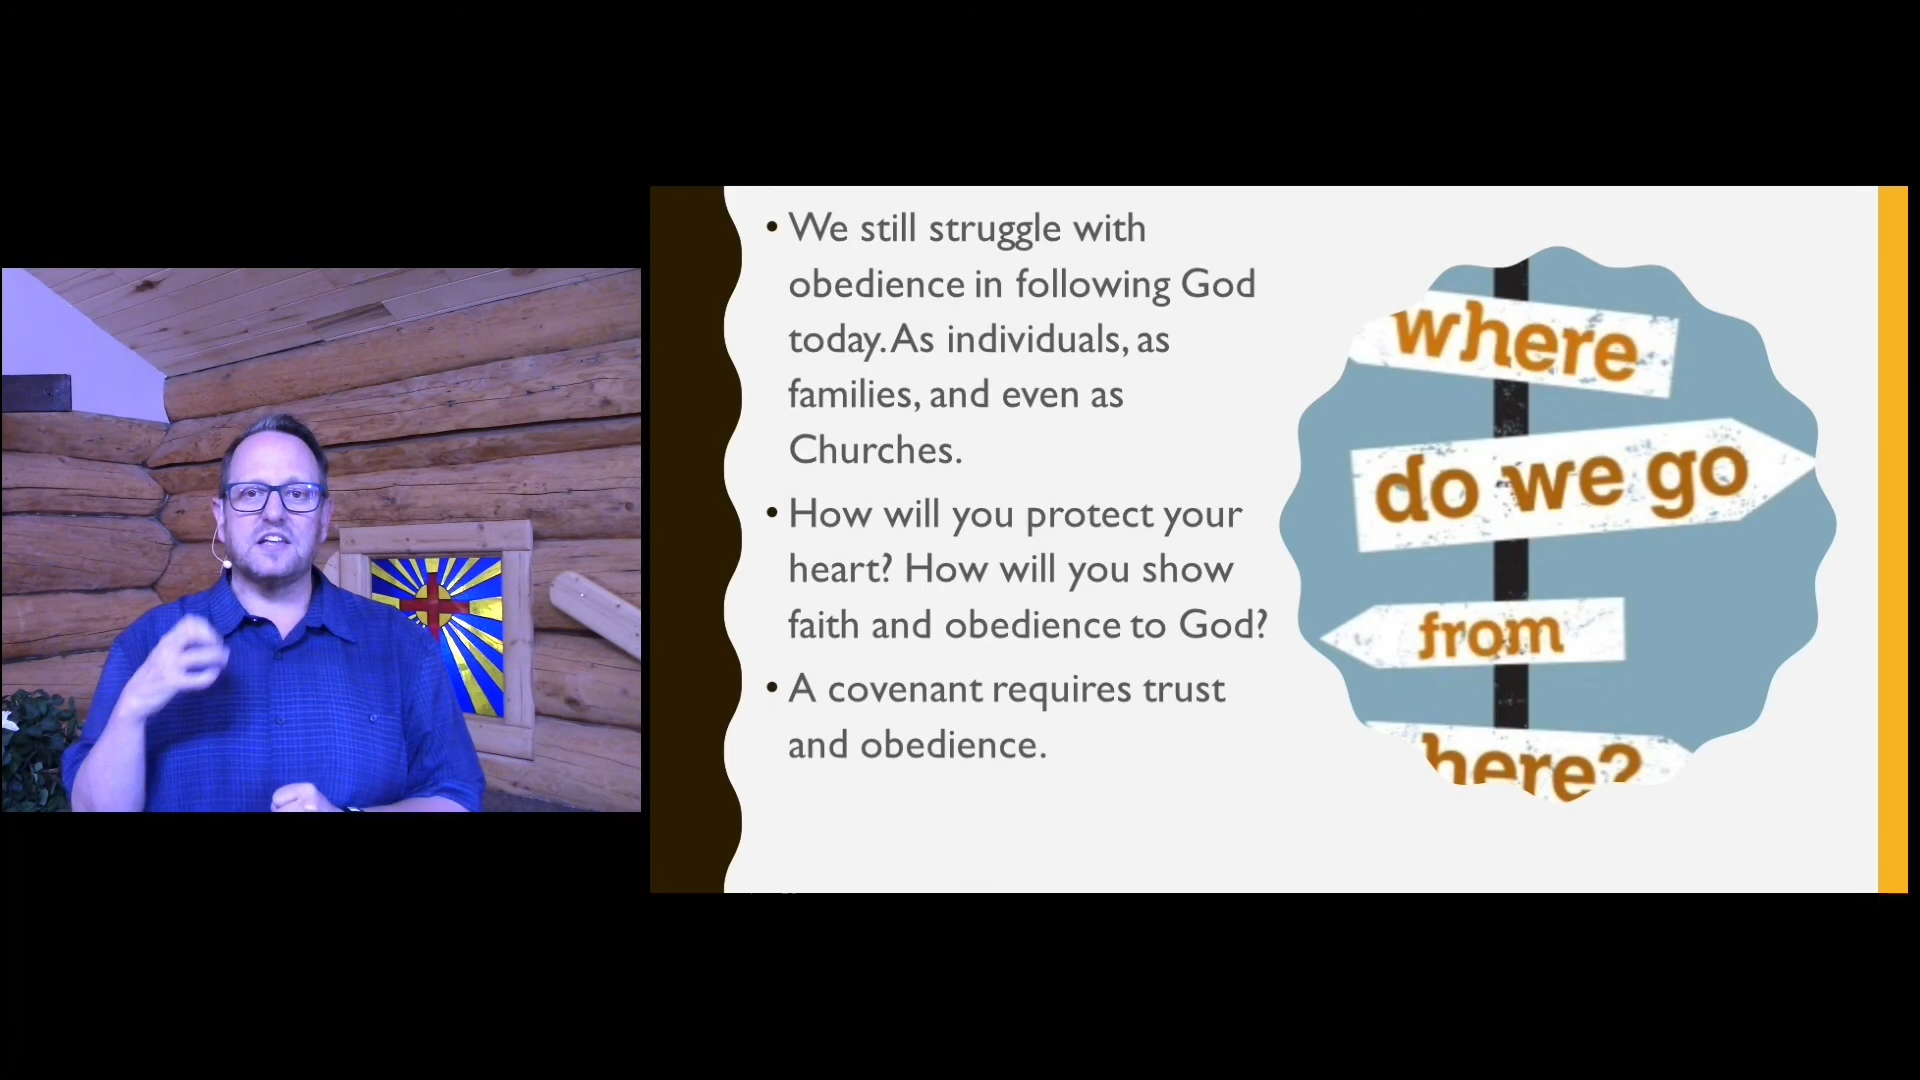 • We still struggle with
obedience in following God
today. As individuals, as
families, and even as
Churches.
• How will you protect your
heart? How will you show
faith and obedience to God?
• A covenant requires trust
and obedience.
where
do we go
from
here?